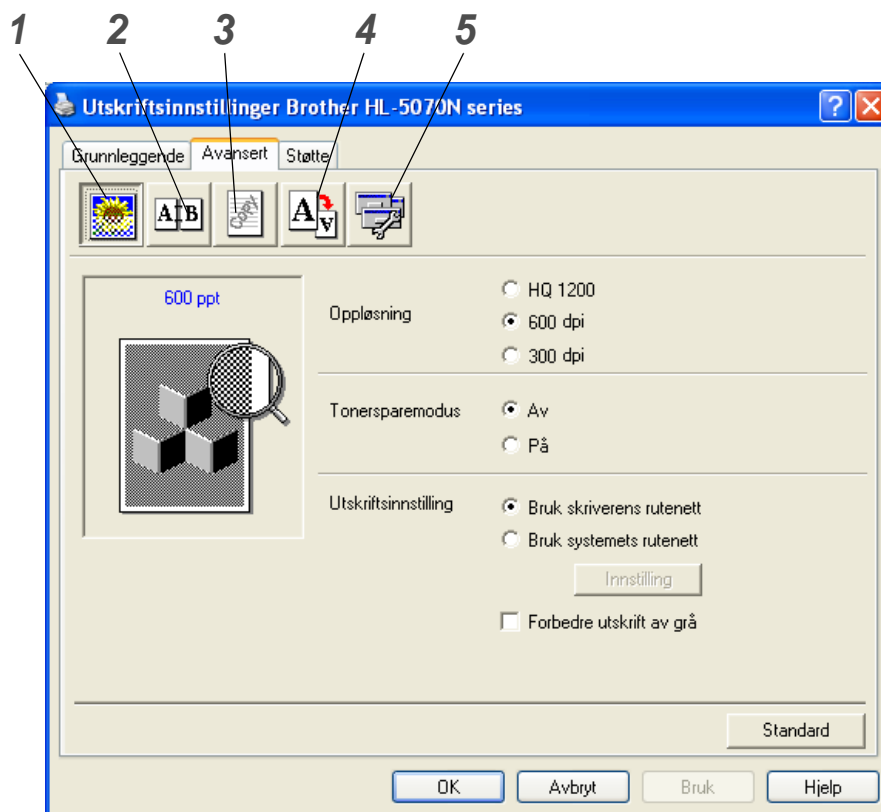 1 2 3 4 5
Utskriftsinnstillinger Brother HL-5070N series
Grunnleggende Avansert Støtte
A B COPY A A
600 ppt
Oppløsning
HQ 1200
600 dpi
300 dpi
Tonersparemodus
Av
På
Utskriftsinnstilling
Bruk skriverens rutenett
Bruk systemets rutenett
Innstilling
Forbedre utskrift av grå
Standard
OK Avbryt Bruk Hjelp